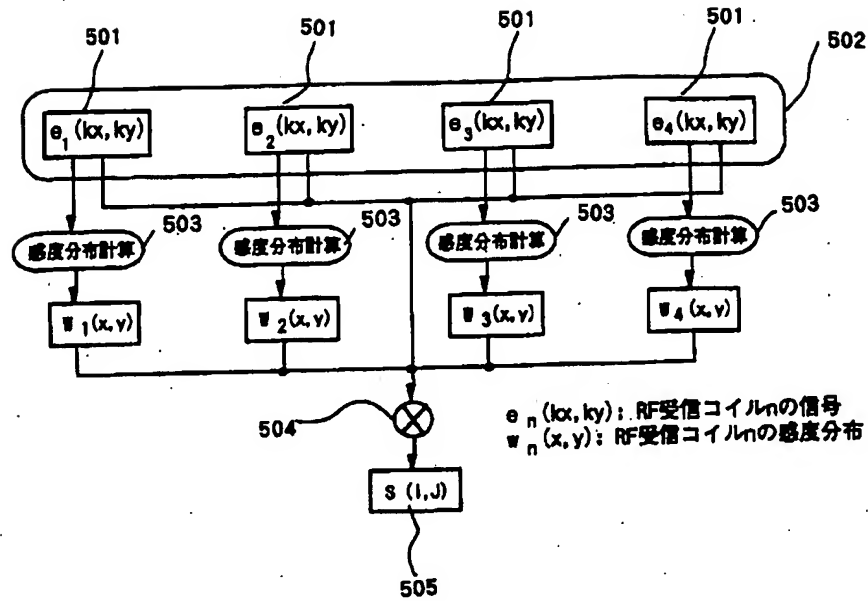 501
501
501
501
502
e₁(kx,ky)
e₂(kx,ky)
e₃(kx,ky)
e₄(kx,ky)
503
503
503
503
感度分布計算
感度分布計算
感度分布計算
感度分布計算
W₁(x,y)
W₂(x,y)
W₃(x,y)
W₄(x,y)
504
eₙ(kx,ky); RF受信コイルnの信号
wₙ(x,y); RF受信コイルnの感度分布
S(i,J)
505